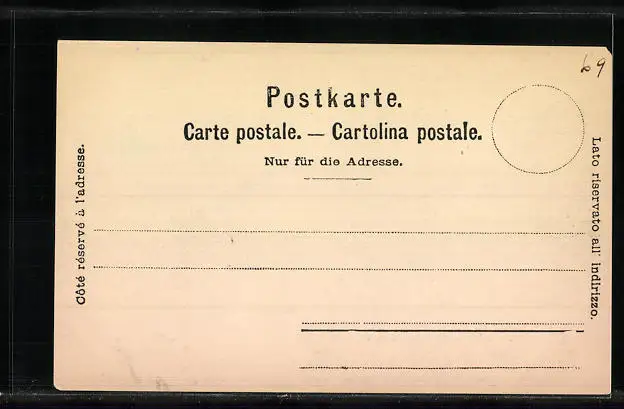 69
Postkarte.
Carte postale. — Cartolina postale.
Nur für die Adresse.
Côté réservé à l'adresse.
Lato riservato all' Indirizzo.